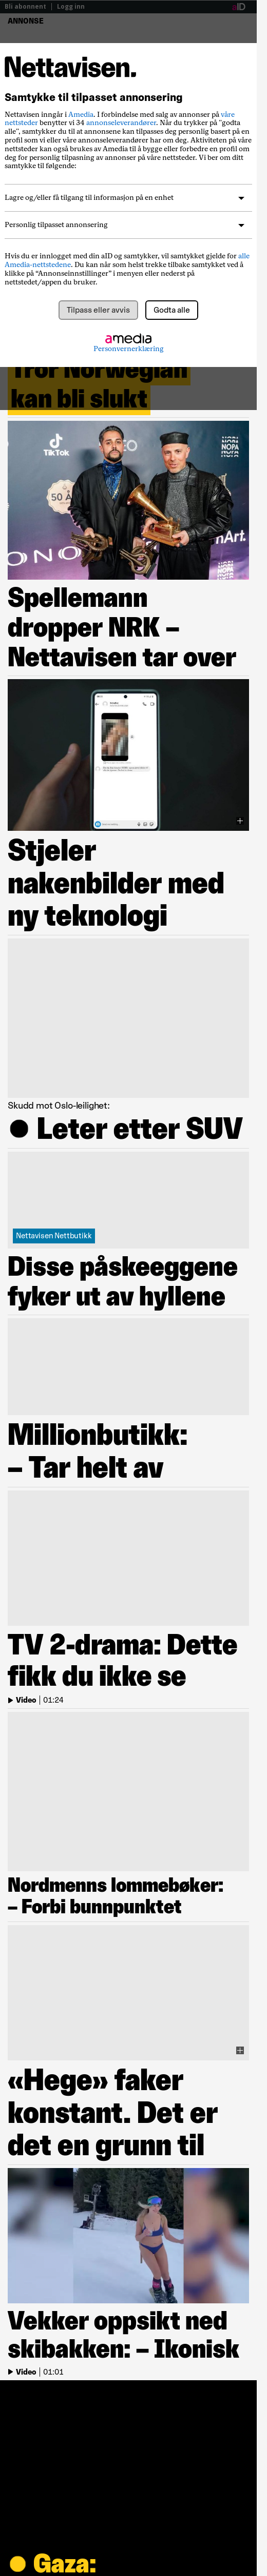 Bli abonnent | Logg inn
aID
ANNONSE
Nettavisen.
Samtykke til tilpasset annonsering
Nettavisen inngår i Amedia. I forbindelse med salg av annonser på våre
nettsteder benytter vi 34 annonseleverandører. Når du trykker på "godta
alle", samtykker du til at annonsene kan tilpasses deg personlig basert på en
profil som vi eller våre annonseleverandører har om deg. Aktiviteten på våre
nettsteder kan også brukes av Amedia til å bygge eller forbedre en profil om
deg for personlig tilpasning av annonser på våre nettsteder. Vi ber om ditt
samtykke til følgende:
Lagre og/eller få tilgang til informasjon på en enhet
Personlig tilpasset annonsering
Hvis du er innlogget med din aID og samtykker, vil samtykket gjelde for alle
Amedia-nettstedene. Du kan når som helst trekke tilbake samtykket ved å
klikke på “Annonseinnstillinger” i menyen eller nederst på
nettstedet/appen du bruker.
Tilpass eller avvis
Godta alle
amedia
Personvernerklæring
Tror Norwegian
kan bli slukt
TikTok
NOPA
50 ÅR
ONO
Art.
Spellemann
dropper NRK –
Nettavisen tar over
Stjeler
nakenbilder med
ny teknologi
Skudd mot Oslo-leilighet:
● Leter etter SUV
Nettavisen Nettbutikk
Disse påskeeggene
fyker ut av hyllene
Millionbutikk:
– Tar helt av
TV 2-drama: Dette
fikk du ikke se
Video | 01:24
Nordmenns lommebøker:
– Forbi bunnpunktet
«Hege» faker
konstant. Det er
det en grunn til
Vekker oppsikt ned
skibakken: – Ikonisk
Video | 01:01
● Gaza: